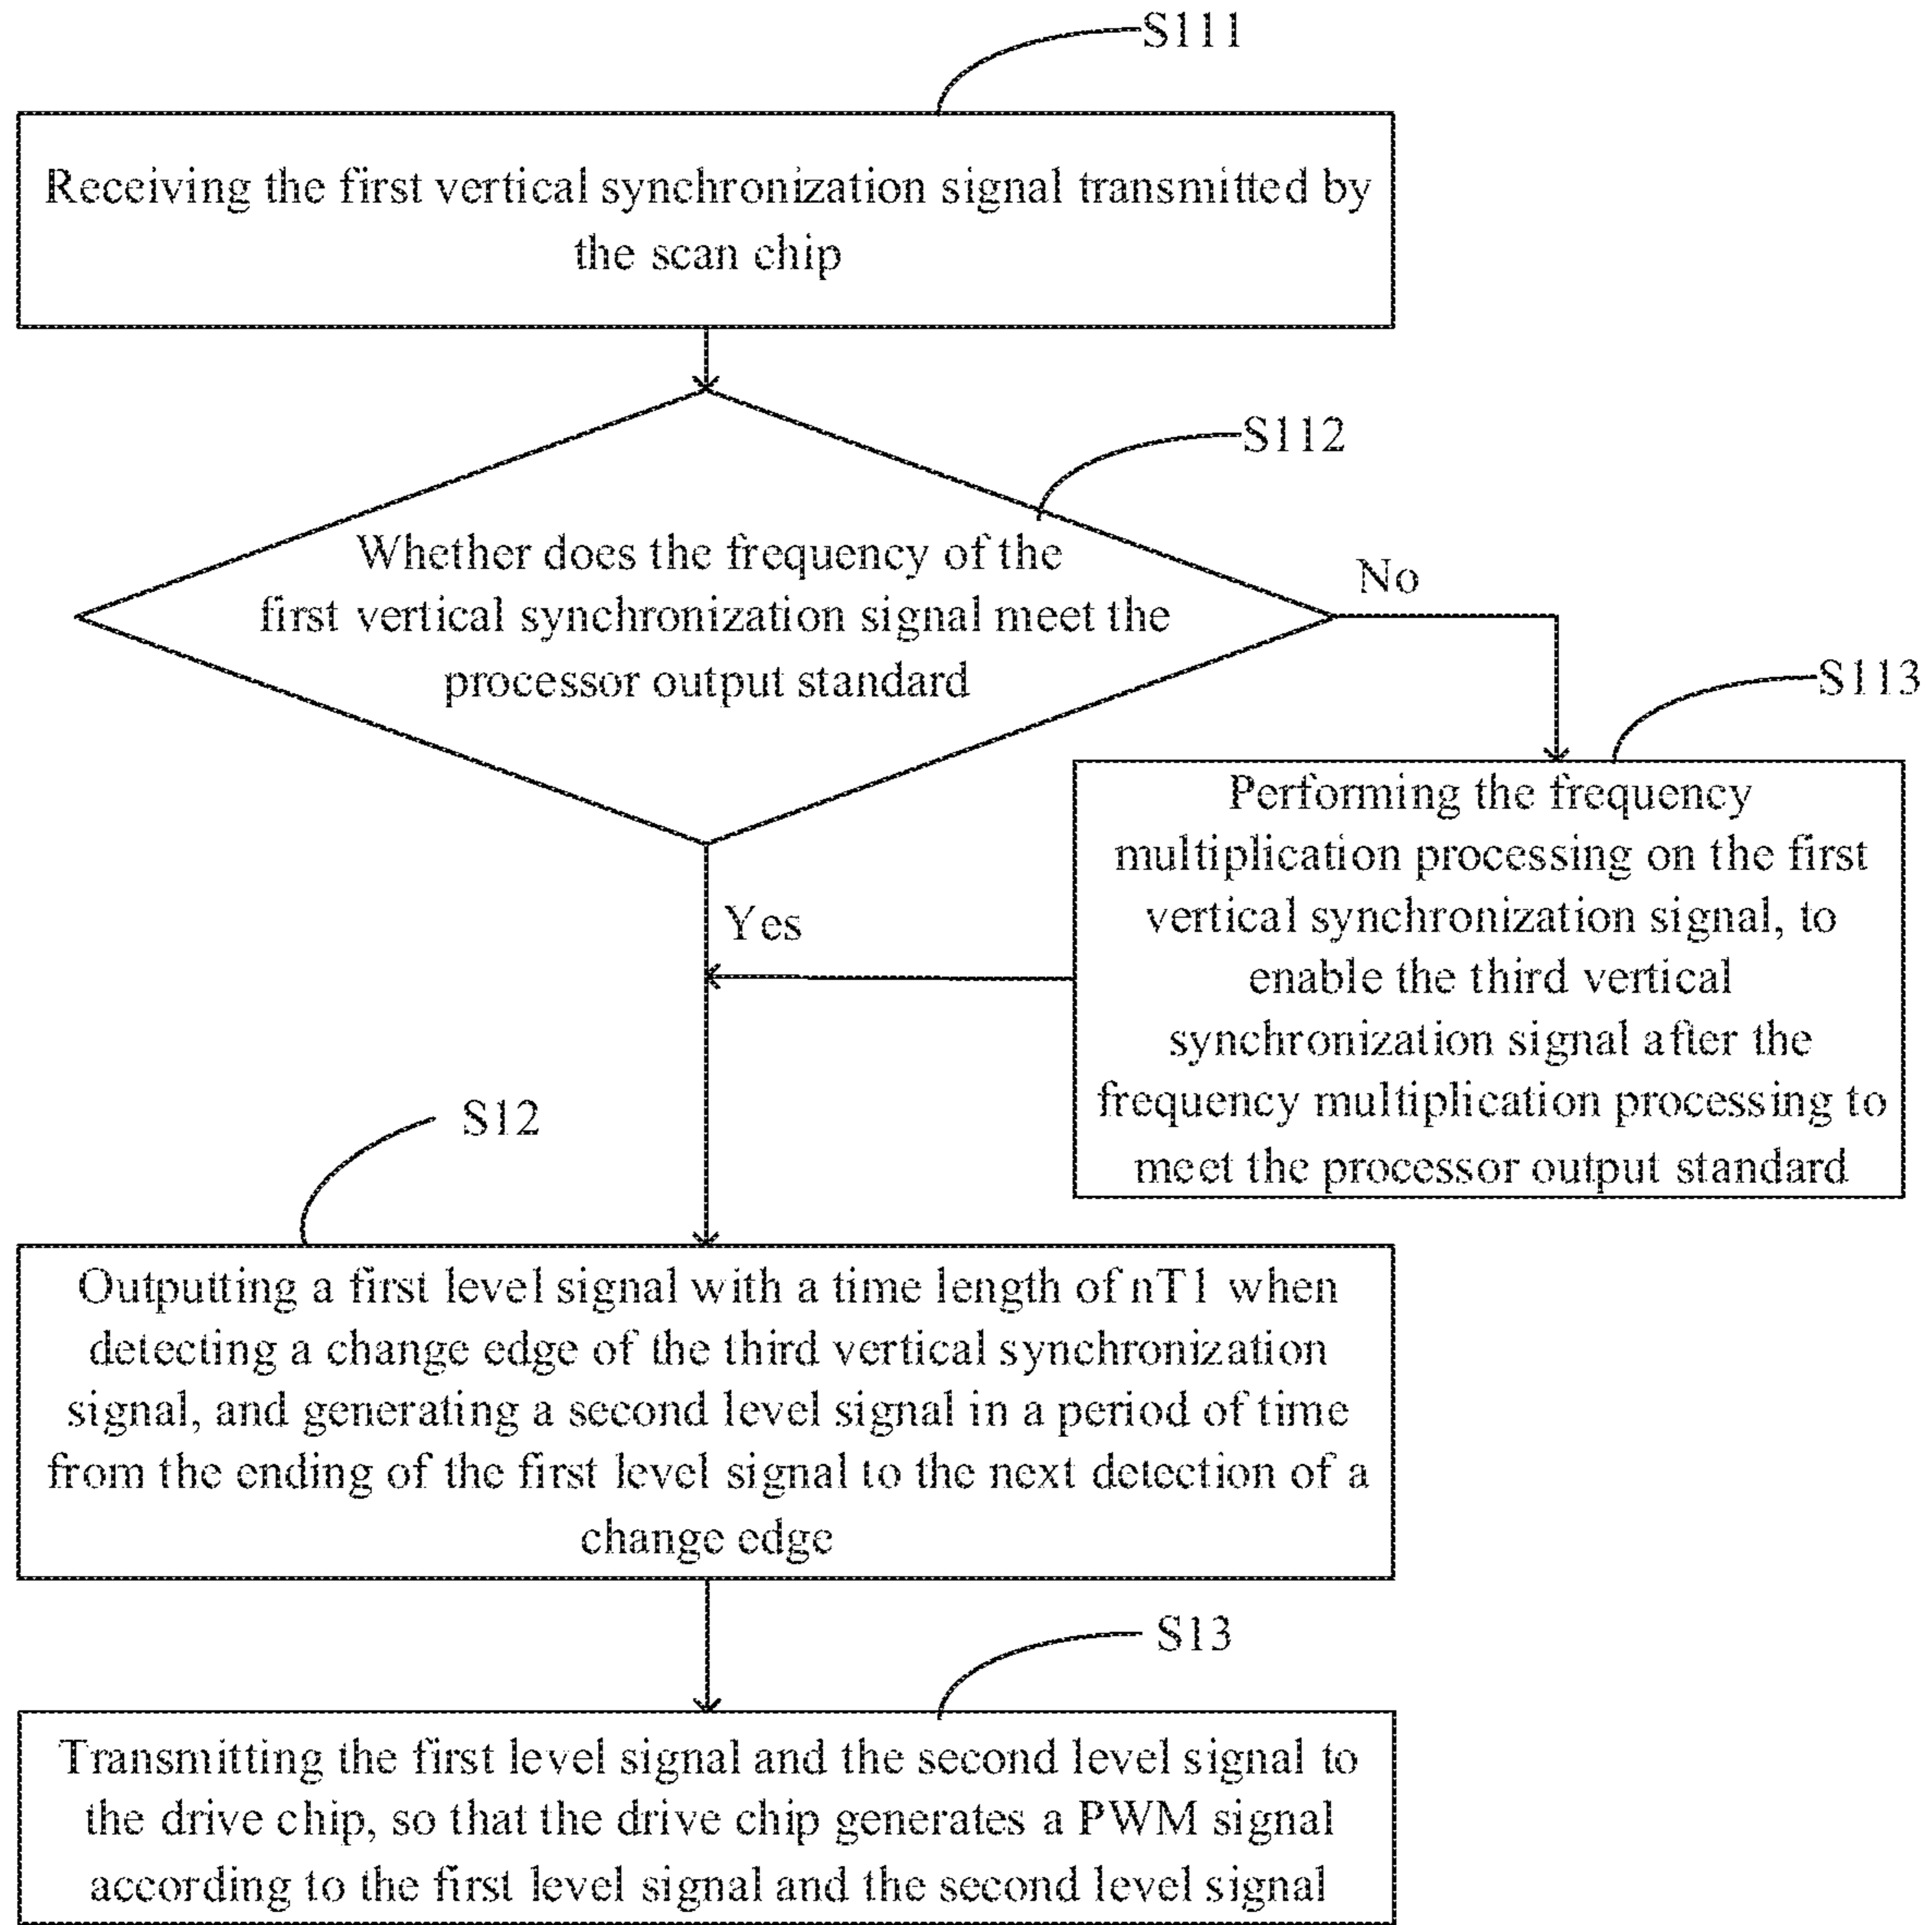 S111
Receiving the first vertical synchronization signal transmitted by
the scan chip
S112
Whether does the frequency of the
first vertical synchronization signal meet the
processor output standard
No
S113
Performing the frequency
multiplication processing on the first
vertical synchronization signal, to
enable the third vertical
synchronization signal after the
frequency multiplication processing to
meet the processor output standard
Yes
S12
Outputting a first level signal with a time length of nT1 when
detecting a change edge of the third vertical synchronization
signal, and generating a second level signal in a period of time
from the ending of the first level signal to the next detection of a
change edge
S13
Transmitting the first level signal and the second level signal to
the drive chip, so that the drive chip generates a PWM signal
according to the first level signal and the second level signal